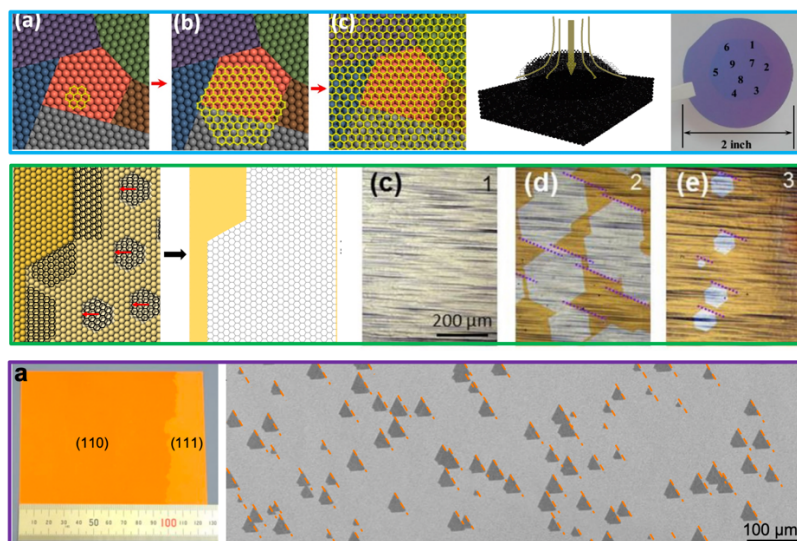 (a)
(b)
(c)
6 1
9 7 2
5 8
4 3
2 inch
(c) 1
(d) 2
(e) 3
200 µm
a
(110) (111)
10 20 30 40 50 60 70 80 90 100 110 120 130
100 µm